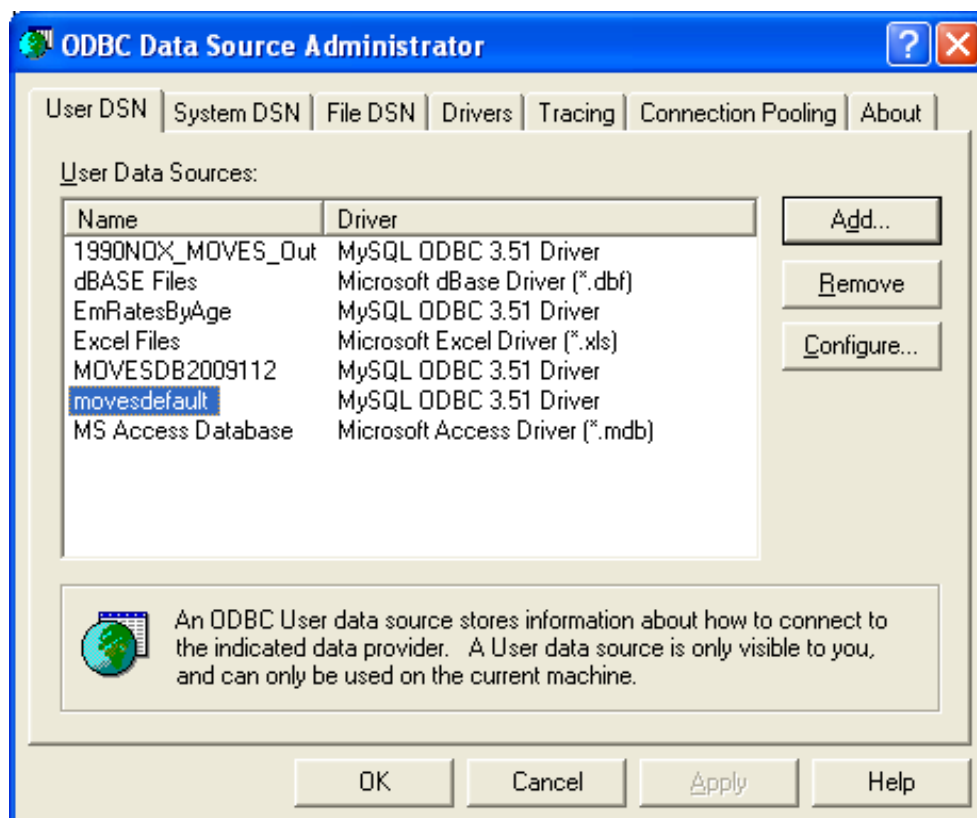 ODBC Data Source Administrator
User DSN System DSN File DSN Drivers Tracing Connection Pooling About
User Data Sources:
Name Driver
1990NOX_MOVES_Out MySQL ODBC 3.51 Driver
dBASE Files Microsoft dBase Driver (*.dbf)
EmRatesByAge MySQL ODBC 3.51 Driver
Excel Files Microsoft Excel Driver (*.xls)
MOVESDB2009112 MySQL ODBC 3.51 Driver
movesdefault MySQL ODBC 3.51 Driver
MS Access Database Microsoft Access Driver (*.mdb)
Add...
Remove
Configure...
An ODBC User data source stores information about how to connect to
the indicated data provider. A User data source is only visible to you,
and can only be used on the current machine.
OK Cancel Apply Help